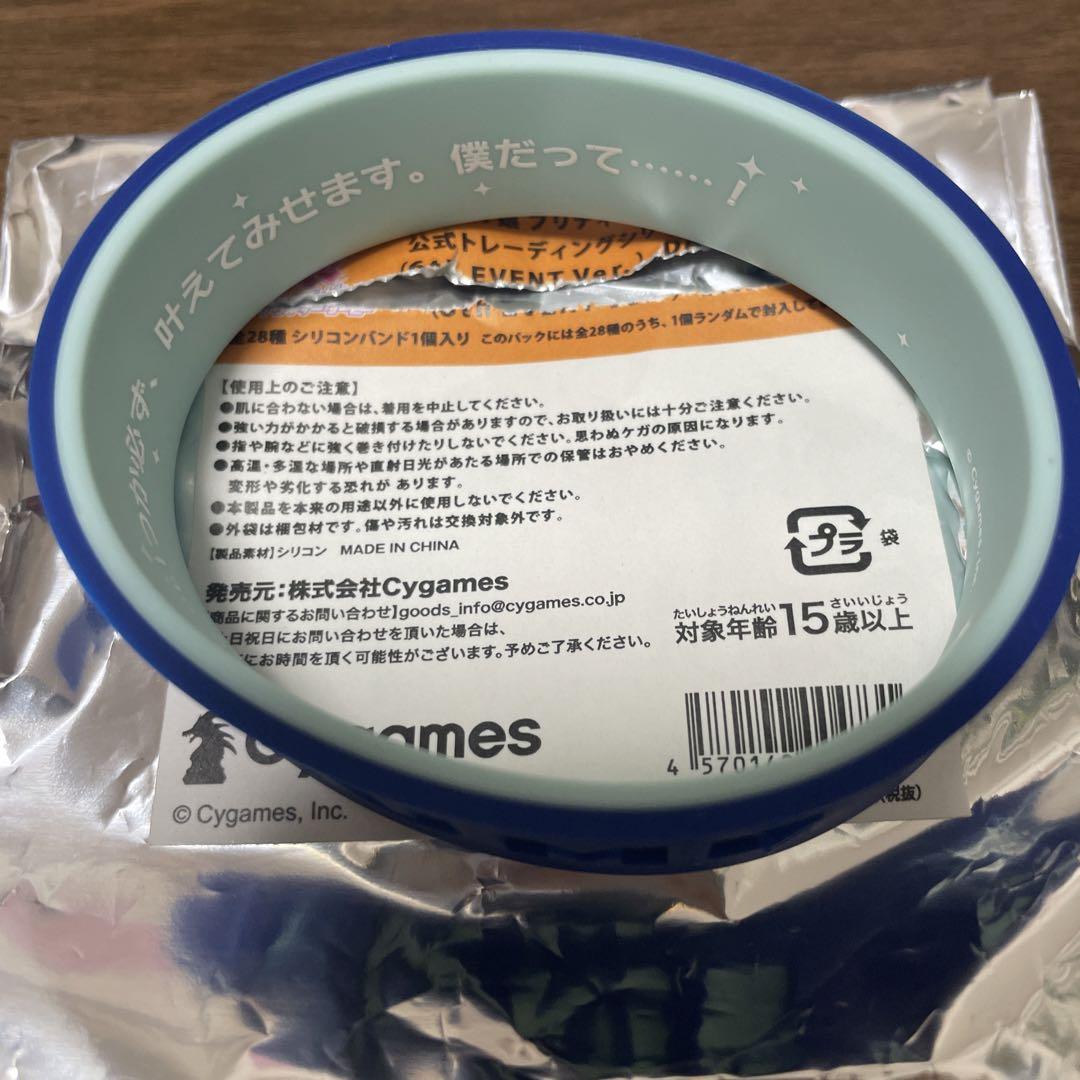 いつか必ず、叶えてみせます。僕だって……!
公式トレーディングシリ
EVENT Ver.)
全28種 シリコンバンド1個入り このパックには全28種のうち、1個ランダムで封入し
【使用上のご注意】
●肌に合わない場合は、着用を中止してください。
●強い力がかかると破損する場合がありますので、お取り扱いには十分ご注意ください。
●指や腕などに強く巻き付けたりしないでください。思わぬケガの原因になります。
●高温・多湿な場所や直射日光があたる場所での保管はおやめください。
変形や劣化する恐れが あります。
●本製品を本来の用途以外に使用しないでください。
●外袋は梱包材です。傷や汚れは交換対象外です。
【製品素材】シリコン MADE IN CHINA
プラ 袋
発売元:株式会社Cygames
商品に関するお問い合わせ】goods_info@cygames.co.jp
日祝日にお問い合わせを頂いた場合は、
にお時間を頂く可能性がございます。予めご了承ください。
たいしょうねんれい さいいじょう
対象年齢15歳以上
Cygames
4 57014
(税抜)
© Cygames, Inc.
© Cygames, Inc.